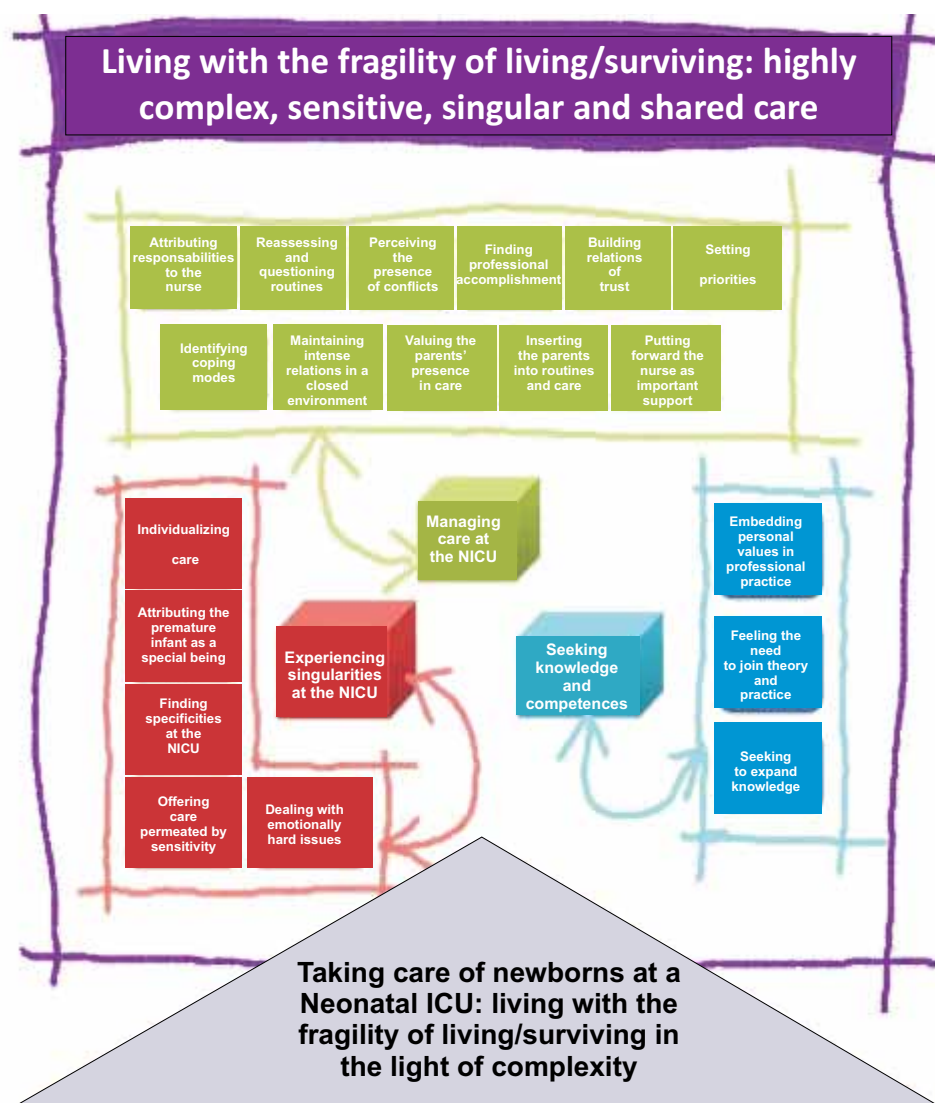 Living with the fragility of living/surviving: highly
complex, sensitive, singular and shared care
Attributing
responsabilities
to the
nurse
Reassessing
and
questioning
routines
Perceiving
the
presence
of conflicts
Finding
professional
accomplishment
Building
relations
of
trust
Setting
priorities
Identifying
coping
modes
Maintaining
intense
relations in a
closed
environment
Valuing the
parents’
presence
in care
Inserting
the parents
into routines
and care
Putting
forward the
nurse as
important
support
Managing
care at
the NICU
Individualizing
care
Attributing the
premature
infant as a
special being
Finding
specificities
at the
NICU
Offering
care
permeated by
sensitivity
Dealing with
emotionally
hard issues
Experiencing
singularities
at the NICU
Seeking
knowledge
and
competences
Embedding
personal
values in
professional
practice
Feeling the
need
to join theory
and
practice
Seeking
to expand
knowledge
Taking care of newborns at a
Neonatal ICU: living with the
fragility of living/surviving in
the light of complexity